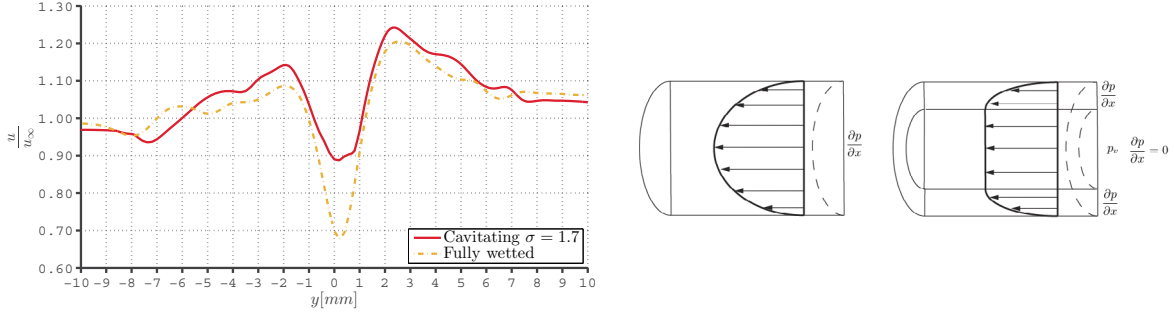 1.30
1.20
1.10
1.00
0.90
0.80
0.70
0.60
u
u∞
-10 -9 -8 -7 -6 -5 -4 -3 -2 -1 0 1 2 3 4 5 6 7 8 9 10
y[mm]
Cavitating σ = 1.7
Fully wetted
∂p
∂x
∂p
∂x
pᵥ ∂p
∂x = 0
∂p
∂x